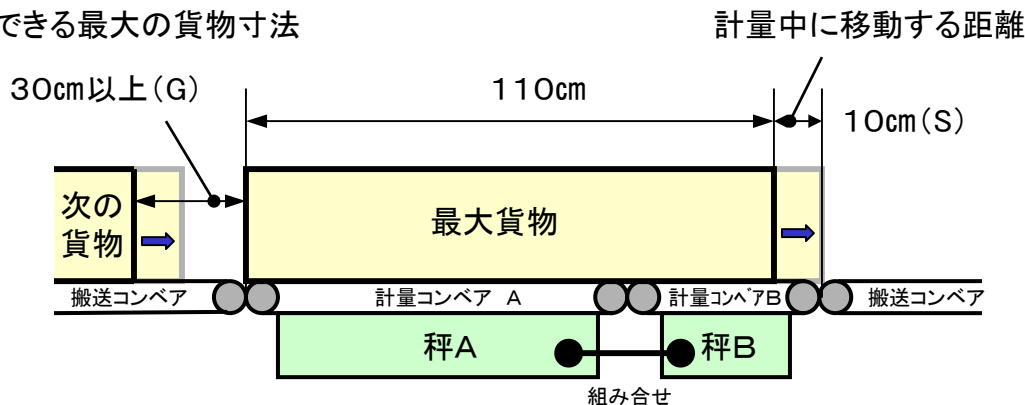 できる最大の貨物寸法
計量中に移動する距離
30㎝以上(G)
110㎝
10㎝(S)
次の
貨物
最大貨物
搬送コンベア
計量コンベア A
計量コンベアB
搬送コンベア
秤A
秤B
組み合せ